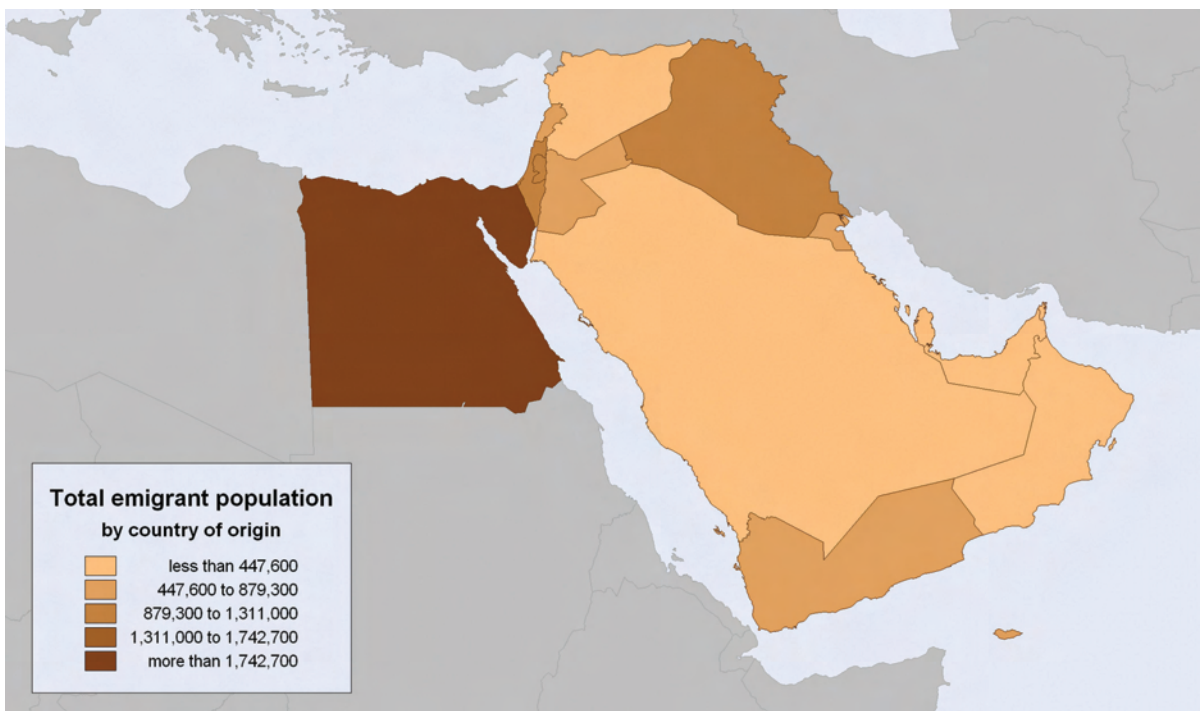 Total emigrant population
by country of origin
less than 447,600
447,600 to 879,300
879,300 to 1,311,000
1,311,000 to 1,742,700
more than 1,742,700